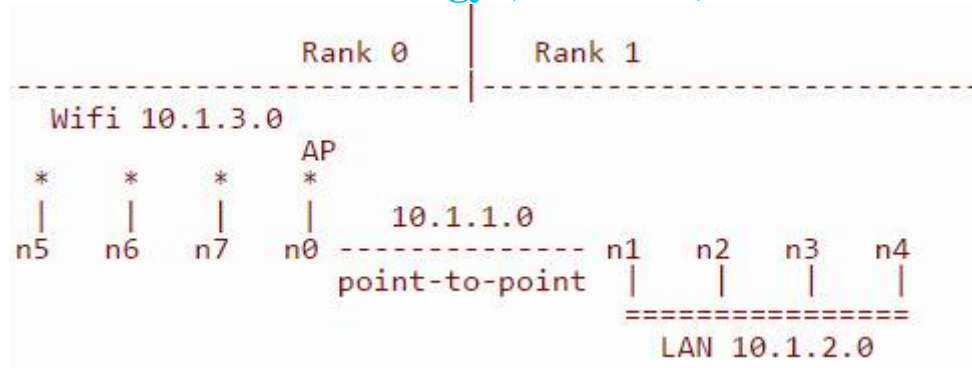 Rank 0 | Rank 1
-------------------------|----------------------------
Wifi 10.1.3.0
AP
* * * *
| | | | 10.1.1.0
n5 n6 n7 n0 -------------- n1 n2 n3 n4
point-to-point | | | |
================
LAN 10.1.2.0